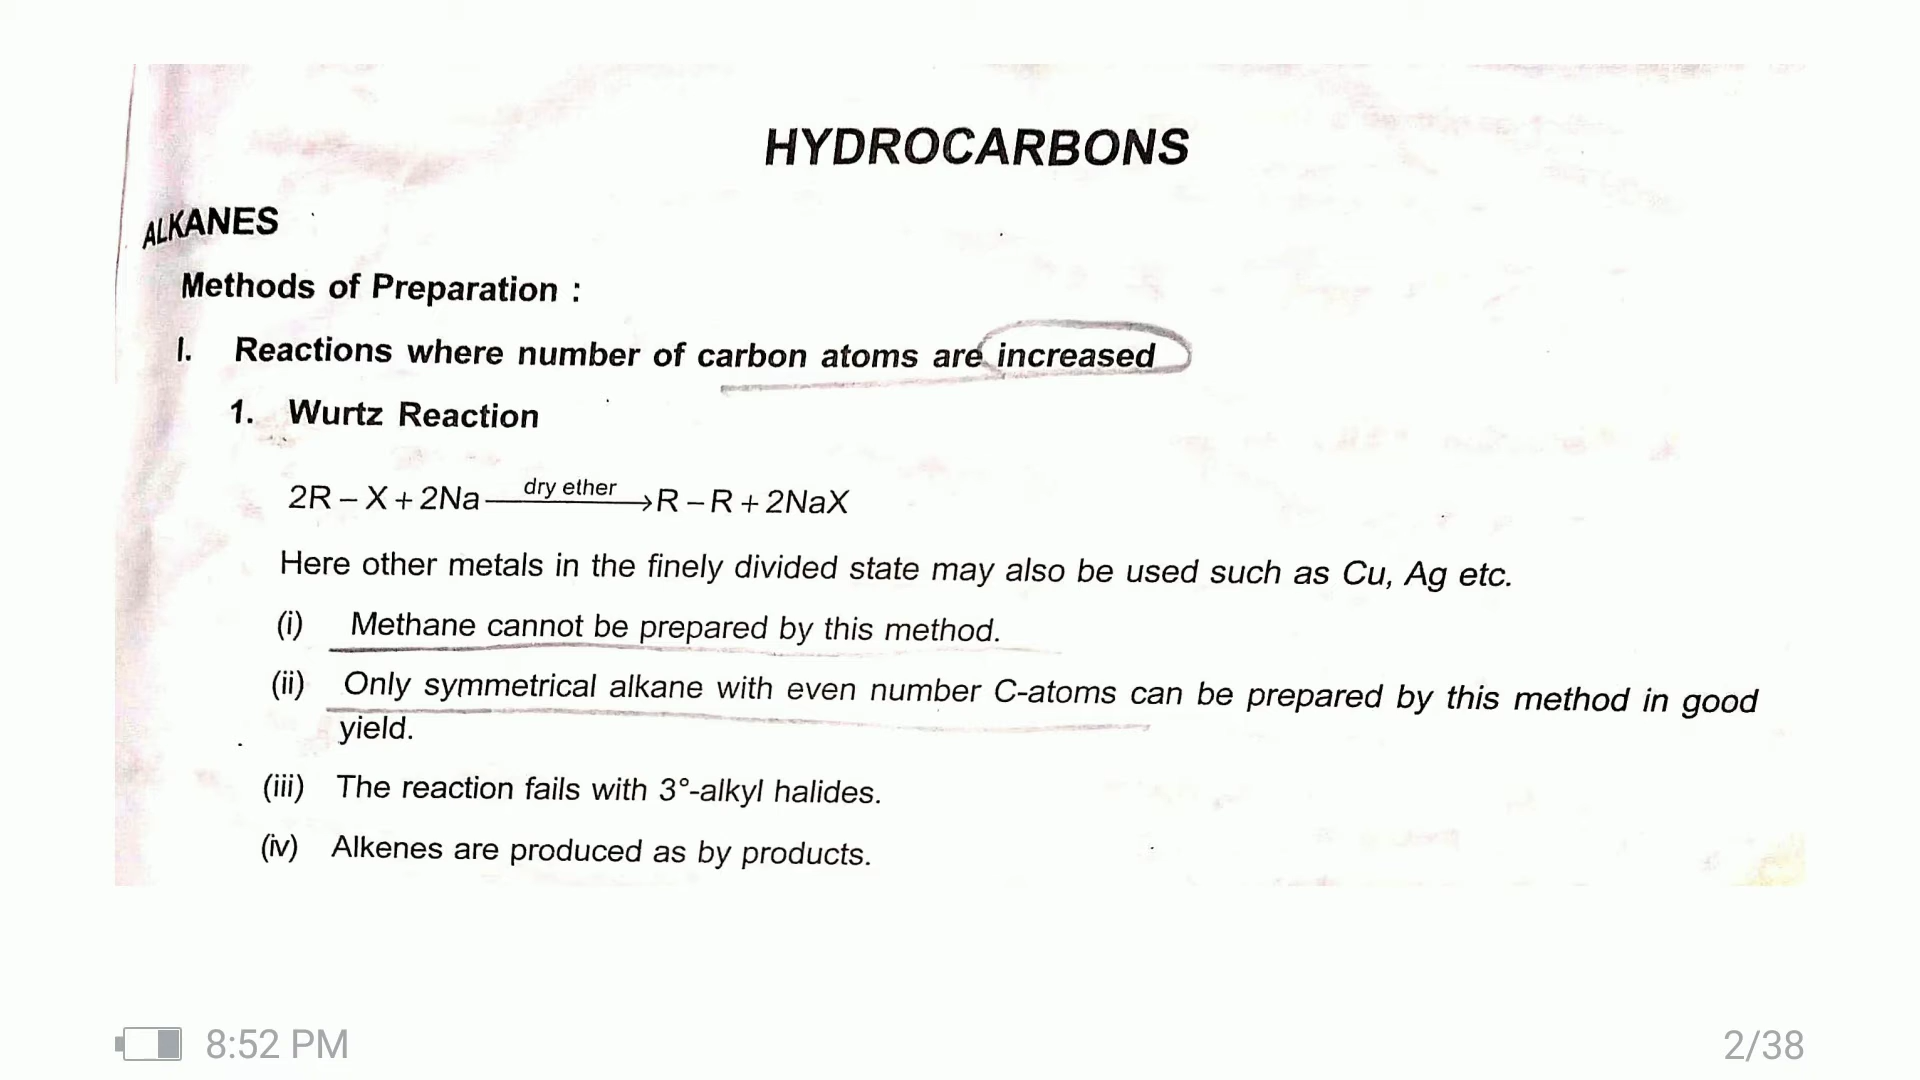 HYDROCARBONS
ALKANES
Methods of Preparation :
I. Reactions where number of carbon atoms are increased
1. Wurtz Reaction
2R – X + 2Na —dry ether→ R – R + 2NaX
Here other metals in the finely divided state may also be used such as Cu, Ag etc.
(i) Methane cannot be prepared by this method.
(ii) Only symmetrical alkane with even number C-atoms can be prepared by this method in good
yield.
(iii) The reaction fails with 3°-alkyl halides.
(iv) Alkenes are produced as by products.
8:52 PM
2/38